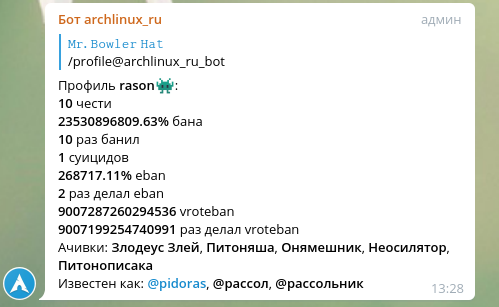 Бот archlinux_ru админ
Mr. Bowler Hat
/profile@archlinux_ru_bot
Профиль rason👾:
10 чести
23530896809.63% бана
10 раз банил
1 суицидов
268717.11% eban
2 раз делал eban
9007287260294536 vroteban
9007199254740991 раз делал vroteban
Ачивки: Злодеус Злей, Питоняша, Онямешник, Неосилятор,
Питонописака
Известен как: @pidoras, @рассол, @рассольник
13:28